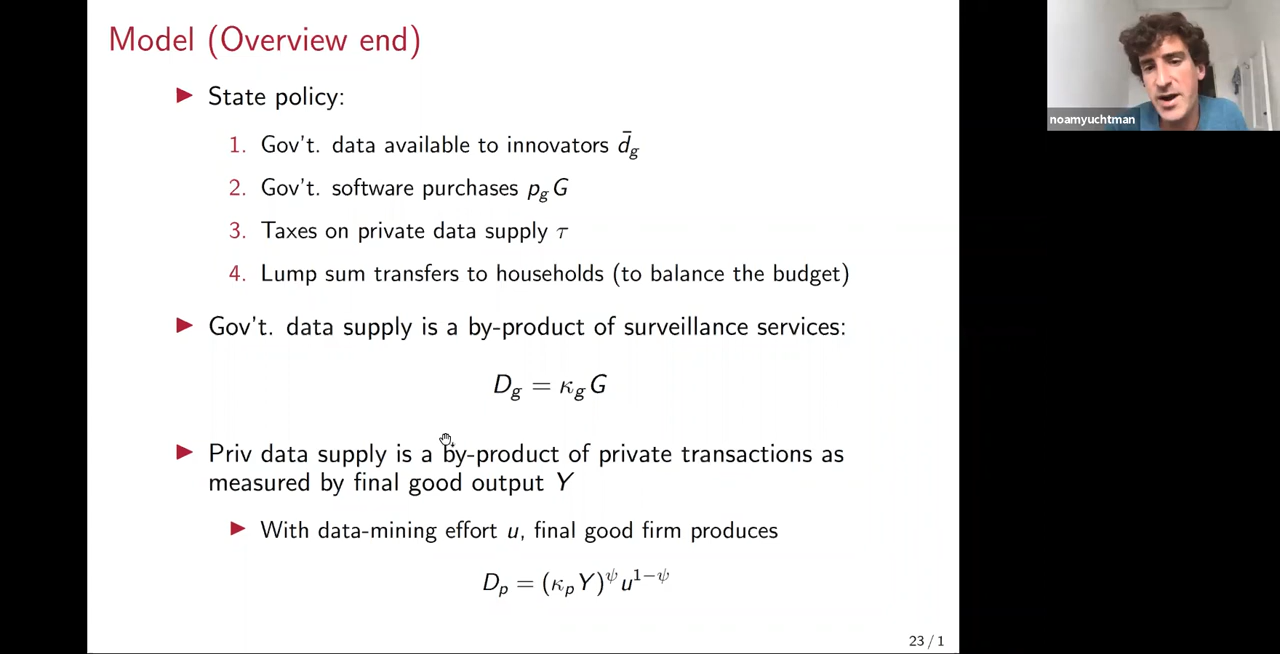 Model (Overview end)
▶ State policy:
1. Gov't. data available to innovators d̄_g
2. Gov't. software purchases p_g G
3. Taxes on private data supply τ
4. Lump sum transfers to households (to balance the budget)
▶ Gov't. data supply is a by-product of surveillance services:
D_g = κ_g G
▶ Priv data supply is a by-product of private transactions as
measured by final good output Y
▶ With data-mining effort u, final good firm produces
D_p = (κ_p Y)^ψ u^{1−ψ}
23 / 1
noamyuchtman